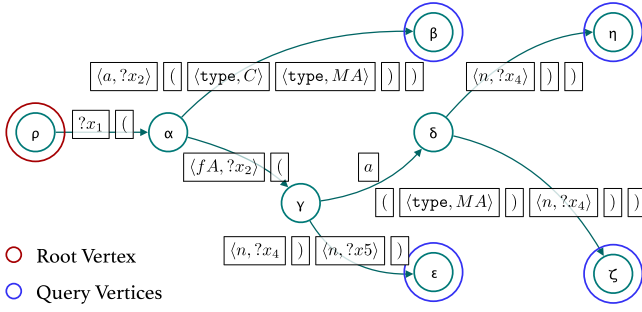 β
η
⟨a, ?x₂⟩ ( ⟨type, C⟩ ⟨type, MA⟩ ) )
⟨n, ?x₄⟩ ) )
ρ
?x₁ (
α
δ
⟨fA, ?x₂⟩ (
a
γ
( ⟨type, MA⟩ ) ⟨n, ?x₄⟩ ) )
⟨n, ?x₄ ) ⟨n, ?x5⟩ )
ε
ζ
Root Vertex
Query Vertices